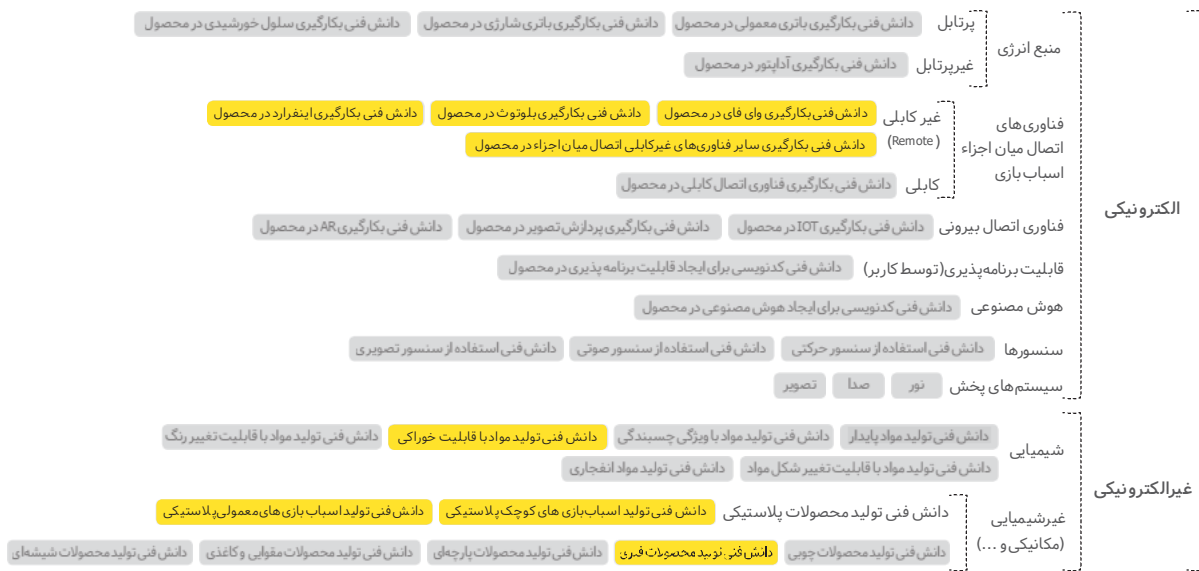 الکترونیکی
منبع انرژی
پرتابل
دانش فنی بکارگیری باتری معمولی در محصول
دانش فنی بکارگیری باتری شارژی در محصول
دانش فنی بکارگیری سلول خورشیدی در محصول
غیرپرتابل
دانش فنی بکارگیری آداپتور در محصول
فناوری‌های
اتصال میان اجزاء
اسباب بازی
غیر کابلی
(Remote)
دانش فنی بکارگیری وای فای در محصول
دانش فنی بکارگیری بلوتوث در محصول
دانش فنی بکارگیری اینفرارد در محصول
دانش فنی بکارگیری سایر فناوری‌های غیرکابلی اتصال میان اجزاء در محصول
کابلی
دانش فنی بکارگیری فناوری اتصال کابلی در محصول
فناوری اتصال بیرونی
دانش فنی بکارگیری IOT در محصول
دانش فنی بکارگیری پردازش تصویر در محصول
دانش فنی بکارگیری AR در محصول
قابلیت برنامه‌پذیری(توسط کاربر)
دانش فنی کدنویسی برای ایجاد قابلیت برنامه پذیری در محصول
هوش مصنوعی
دانش فنی کدنویسی برای ایجاد هوش مصنوعی در محصول
سنسورها
دانش فنی استفاده از سنسور حرکتی
دانش فنی استفاده از سنسور صوتی
دانش فنی استفاده از سنسور تصویری
سیستم‌های پخش
نور
صدا
تصویر
غیرالکترونیکی
شیمیایی
دانش فنی تولید مواد پایدار
دانش فنی تولید مواد با ویژگی چسبندگی
دانش فنی تولید مواد با قابلیت خوراکی
دانش فنی تولید مواد با قابلیت تغییر رنگ
دانش فنی تولید مواد با قابلیت تغییر شکل مواد
دانش فنی تولید مواد انفجاری
غیرشیمیایی
(مکانیکی و ...)
دانش فنی تولید محصولات پلاستیکی
دانش فنی تولید اسباب‌بازی های کوچک پلاستیکی
دانش فنی تولید اسباب بازی های معمولی پلاستیکی
دانش فنی تولید محصولات چوبی
دانش فنی تولید محصولات فنری
دانش فنی تولید محصولات پارچه‌ای
دانش فنی تولید محصولات مقوایی و کاغذی
دانش فنی تولید محصولات شیشه‌ای